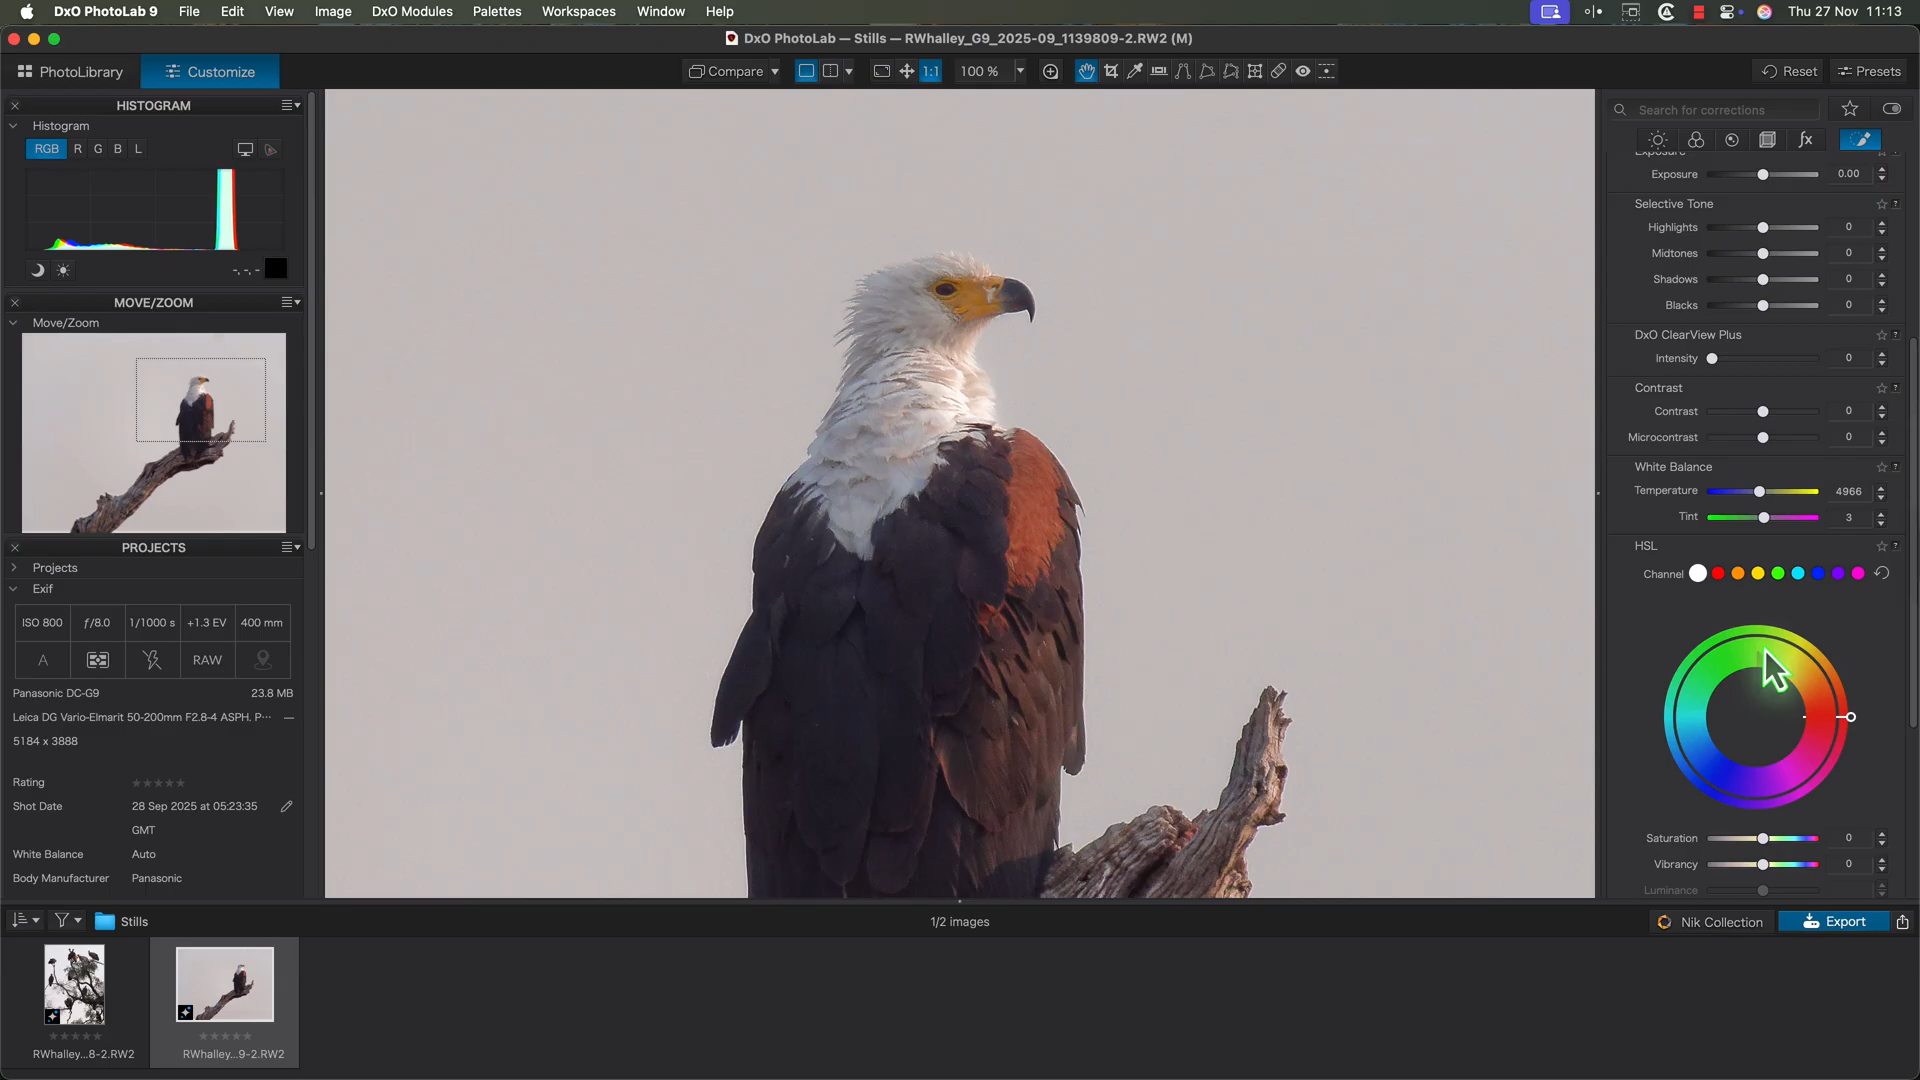 DxO PhotoLab 9 File Edit View Image DxO Modules Palettes Workspaces Window Help Thu 27 Nov 11:13
DxO PhotoLab — Stills — RWhalley_G9_2025-09_1139809-2.RW2 (M)
PhotoLibrary Customize Compare 1:1 100 % Reset Presets
HISTOGRAM
Histogram
RGB R G B L
-, -, -
MOVE/ZOOM
Move/Zoom
PROJECTS
Projects
Exif
ISO 800 ƒ/8.0 1/1000 s +1.3 EV 400 mm
A RAW
Panasonic DC-G9 23.8 MB
Leica DG Vario-Elmarit 50-200mm F2.8-4 ASPH. P··· —
5184 x 3888
Rating
Shot Date 28 Sep 2025 at 05:23:35
GMT
White Balance Auto
Body Manufacturer Panasonic
Search for corrections
fx
Exposure
Exposure 0.00
Selective Tone ?
Highlights 0
Midtones 0
Shadows 0
Blacks 0
DxO ClearView Plus ?
Intensity 0
Contrast ?
Contrast 0
Microcontrast 0
White Balance ?
Temperature 4966
Tint 3
HSL ?
Channel
Saturation 0
Vibrancy 0
Luminance
Stills 1/2 images Nik Collection Export
RWhalley...8-2.RW2 RWhalley...9-2.RW2